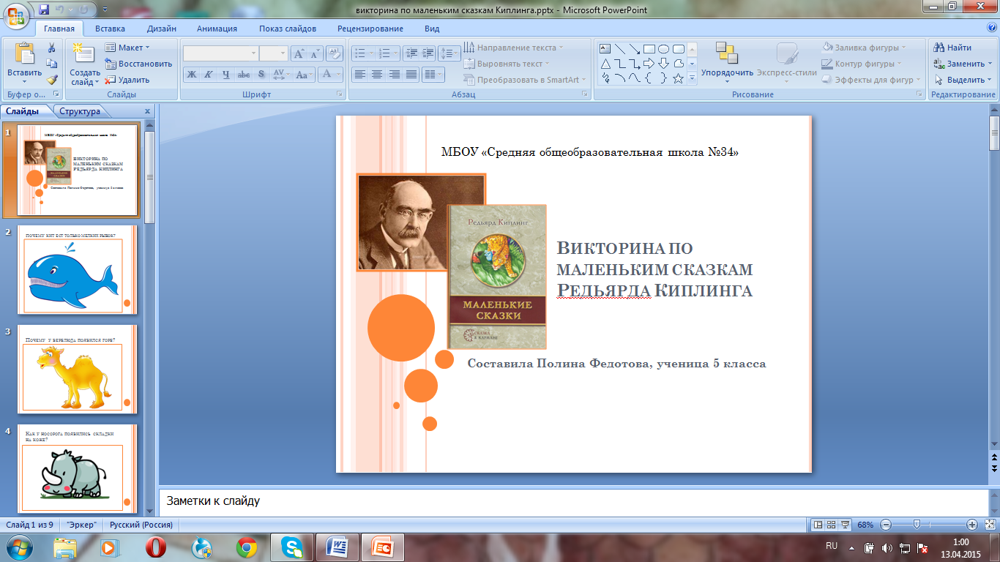 викторина по маленьким сказкам Киплинга.pptx - Microsoft PowerPoint
Главная Вставка Дизайн Анимация Показ слайдов Рецензирование Вид
Вставить
Создать слайд
Макет
Восстановить
Удалить
Ж К Ч abc S AV Aa A
Направление текста
Выровнять текст
Преобразовать в SmartArt
Упорядочить
Экспресс-стили
Заливка фигуры
Контур фигуры
Эффекты для фигур
Найти
Заменить
Выделить
Буфер о... Слайды Шрифт Абзац Рисование Редактирование
Слайды Структура x
1
МБОУ «Средняя общеобразовательная школа №34»
Викторина по
маленьким сказкам
Редьярда Киплинга
Составила Полина Федотова, ученица 5 класса
2
Почему кит ест только мелких рыбок?
3
Почему у верблюда появился горб?
4
Как у носорога появились складки
на коже?
МБОУ «Средняя общеобразовательная школа №34»
Редьярд Киплинг
МАЛЕНЬКИЕ
СКАЗКИ
СКАЗКА
В КАРМАНЕ
Викторина по
маленьким сказкам
Редьярда Киплинга
Составила Полина Федотова, ученица 5 класса
Заметки к слайду
Слайд 1 из 9 "Эркер" Русский (Россия) 68%
RU 1:00
13.04.2015